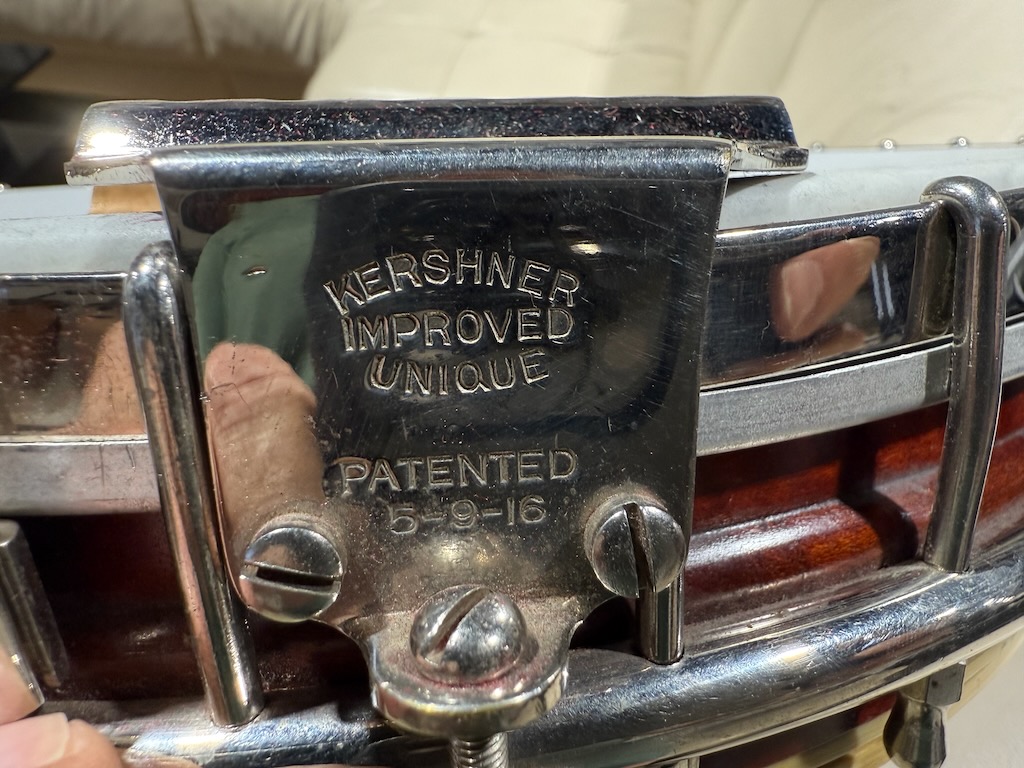 KERSHNER
IMPROVED
UNIQUE
PATENTED
5-9-16